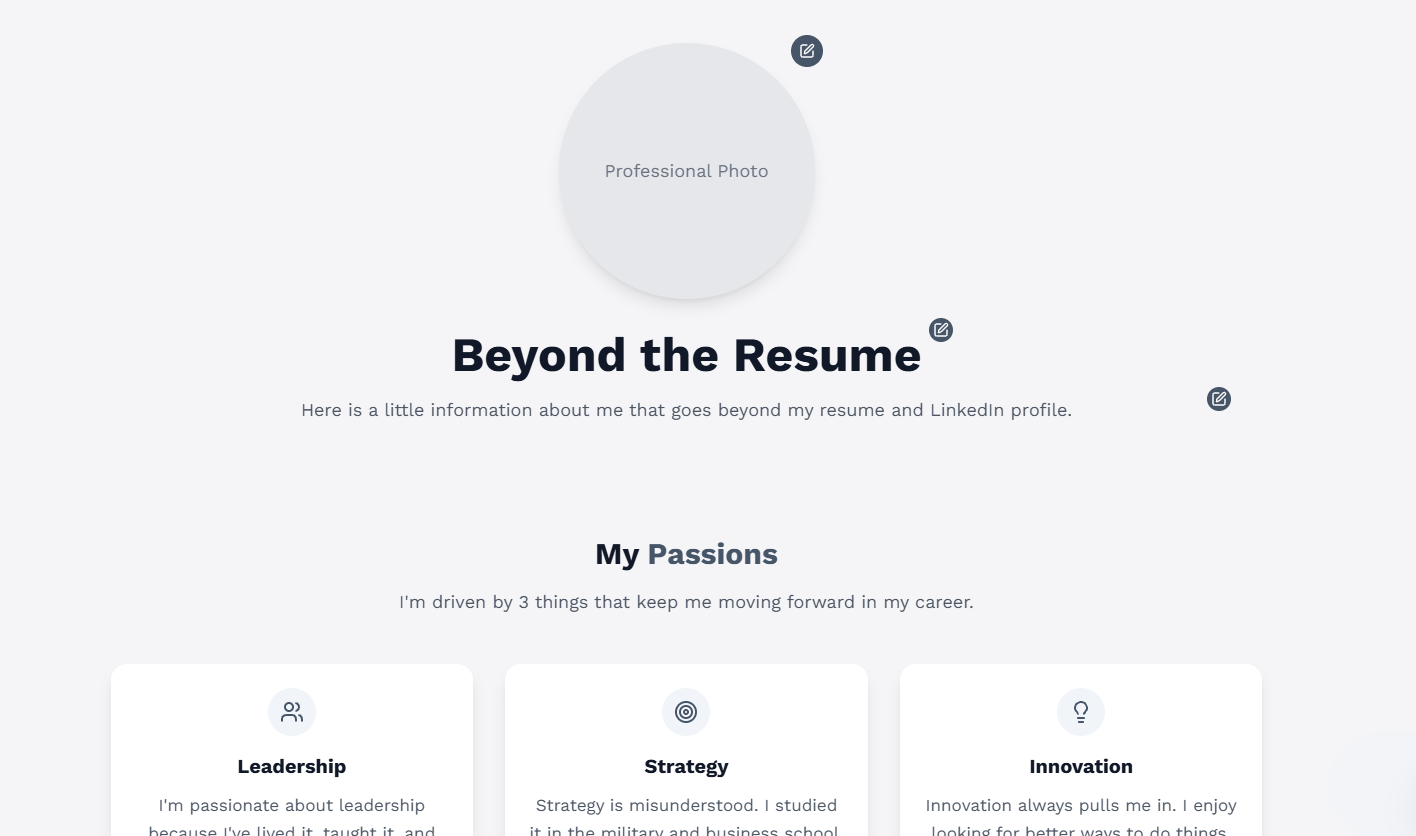 Professional Photo
Beyond the Resume
Here is a little information about me that goes beyond my resume and LinkedIn profile.
My Passions
I'm driven by 3 things that keep me moving forward in my career.
Leadership
I'm passionate about leadership
because I've lived it, taught it, and
Strategy
Strategy is misunderstood. I studied
it in the military and business school
Innovation
Innovation always pulls me in. I enjoy
looking for better ways to do things